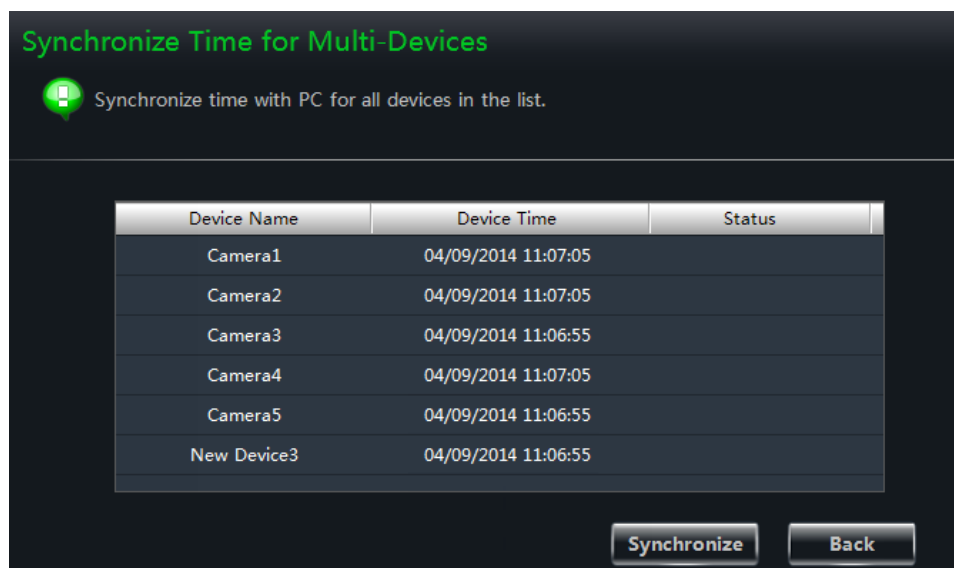 Synchronize Time for Multi-Devices
Synchronize time with PC for all devices in the list.
Device Name Device Time Status
Camera1 04/09/2014 11:07:05
Camera2 04/09/2014 11:07:05
Camera3 04/09/2014 11:06:55
Camera4 04/09/2014 11:07:05
Camera5 04/09/2014 11:06:55
New Device3 04/09/2014 11:06:55
Synchronize Back